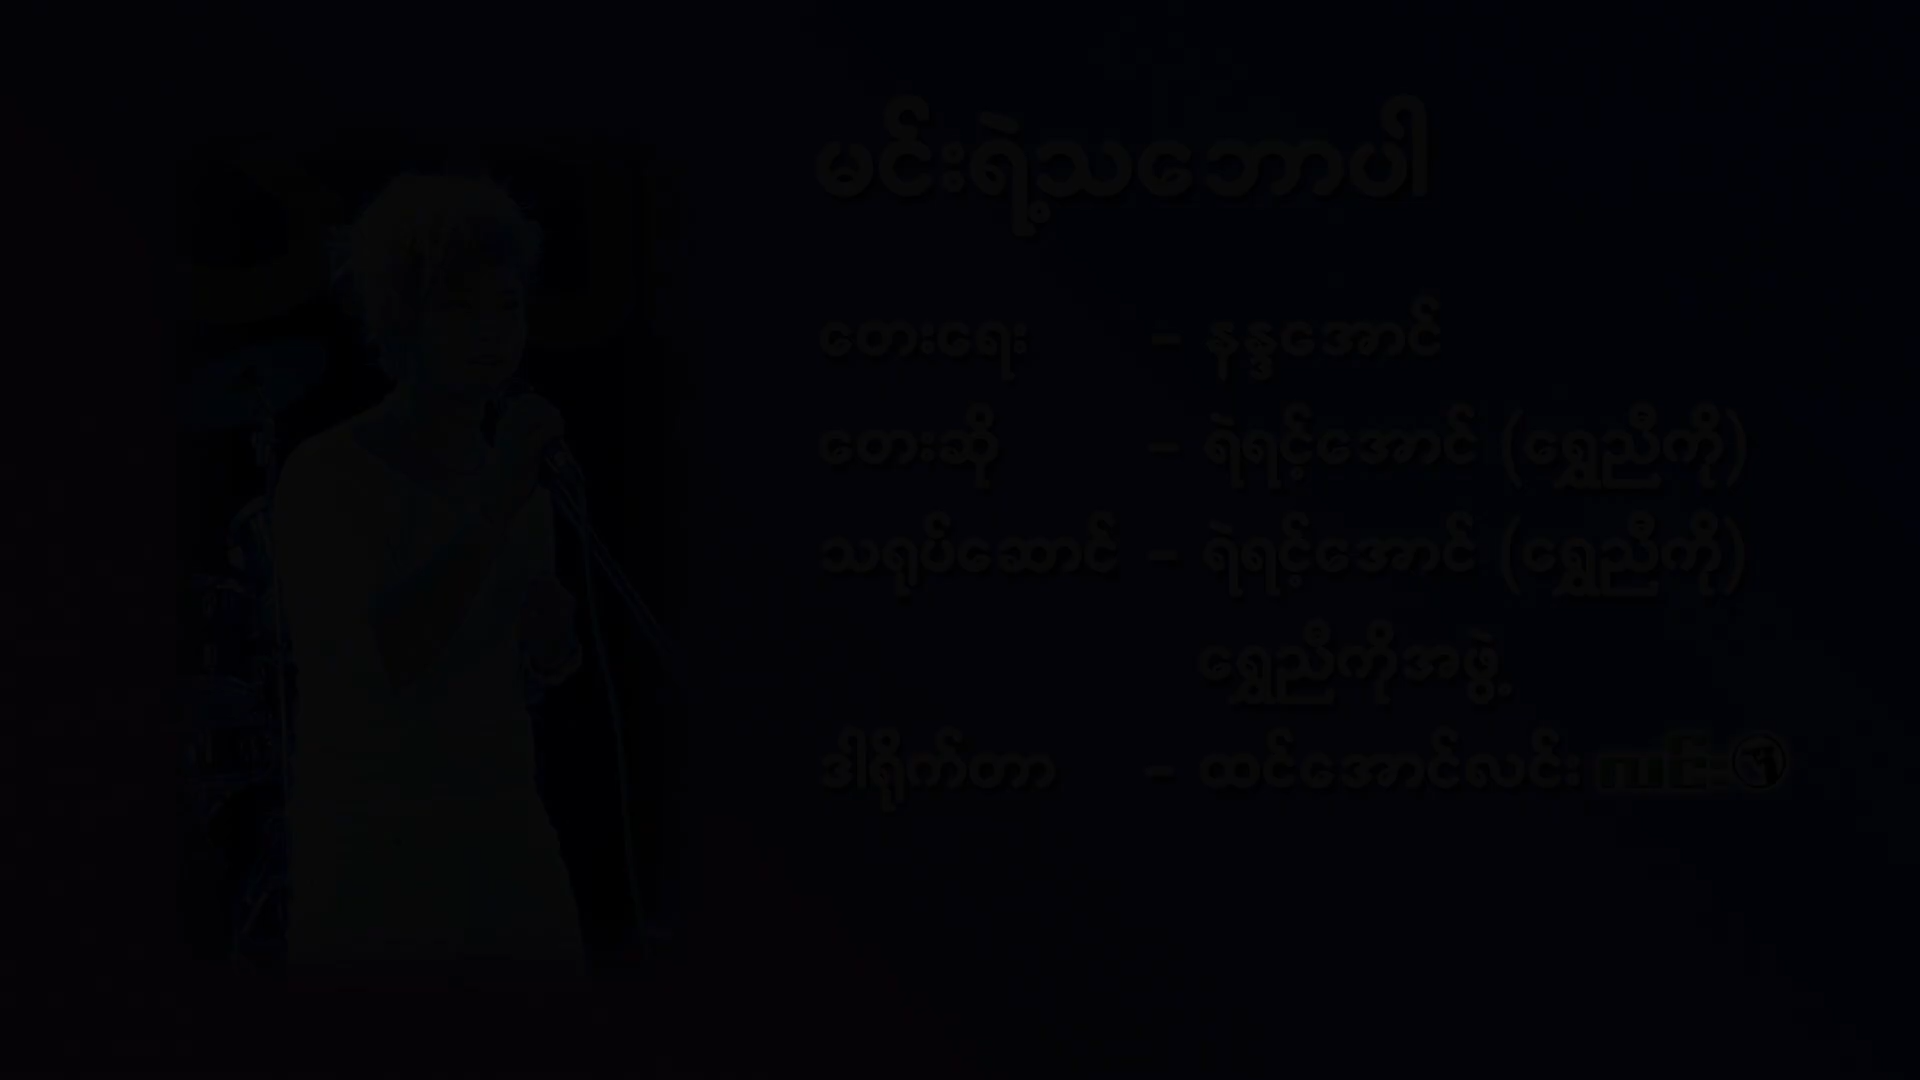 မင်းရဲ့သဘောပါ
တေးရေး - နန္ဒအောင်
တေးဆို - ရဲရင့်အောင် (ရွှေညီကို)
သရုပ်ဆောင် - ရဲရင့်အောင် (ရွှေညီကို)
ရွှေညီကိုအဖွဲ့
ဒါရိုက်တာ - ထင်အောင်လင်း